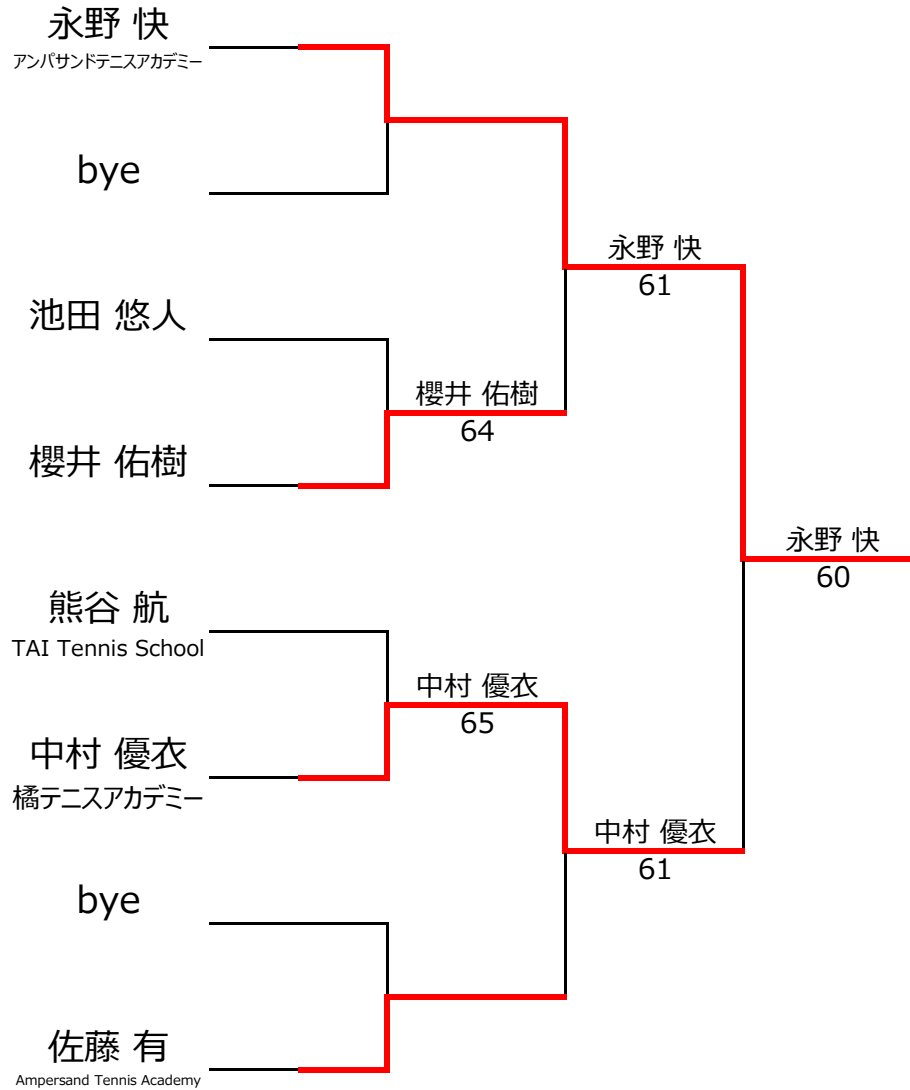 永野 快
アンパサンドテニスアカデミー
bye
永野 快
61
池田 悠人
櫻井 佑樹
64
櫻井 佑樹
永野 快
60
熊谷 航
TAI Tennis School
中村 優衣
65
中村 優衣
橘テニスアカデミー
中村 優衣
61
bye
佐藤 有
Ampersand Tennis Academy